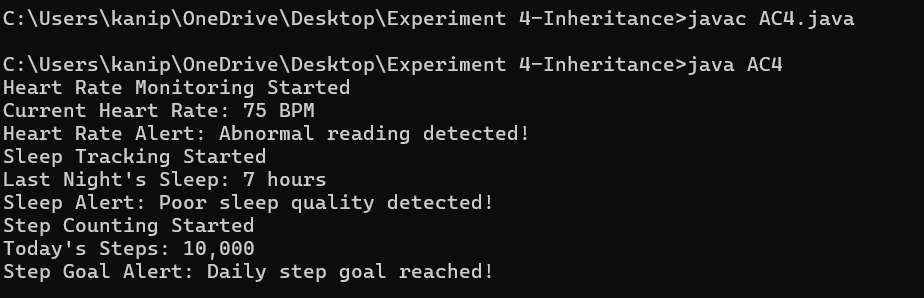 C:\Users\kanip\OneDrive\Desktop\Experiment 4-Inheritance>javac AC4.java
C:\Users\kanip\OneDrive\Desktop\Experiment 4-Inheritance>java AC4
Heart Rate Monitoring Started
Current Heart Rate: 75 BPM
Heart Rate Alert: Abnormal reading detected!
Sleep Tracking Started
Last Night's Sleep: 7 hours
Sleep Alert: Poor sleep quality detected!
Step Counting Started
Today's Steps: 10,000
Step Goal Alert: Daily step goal reached!